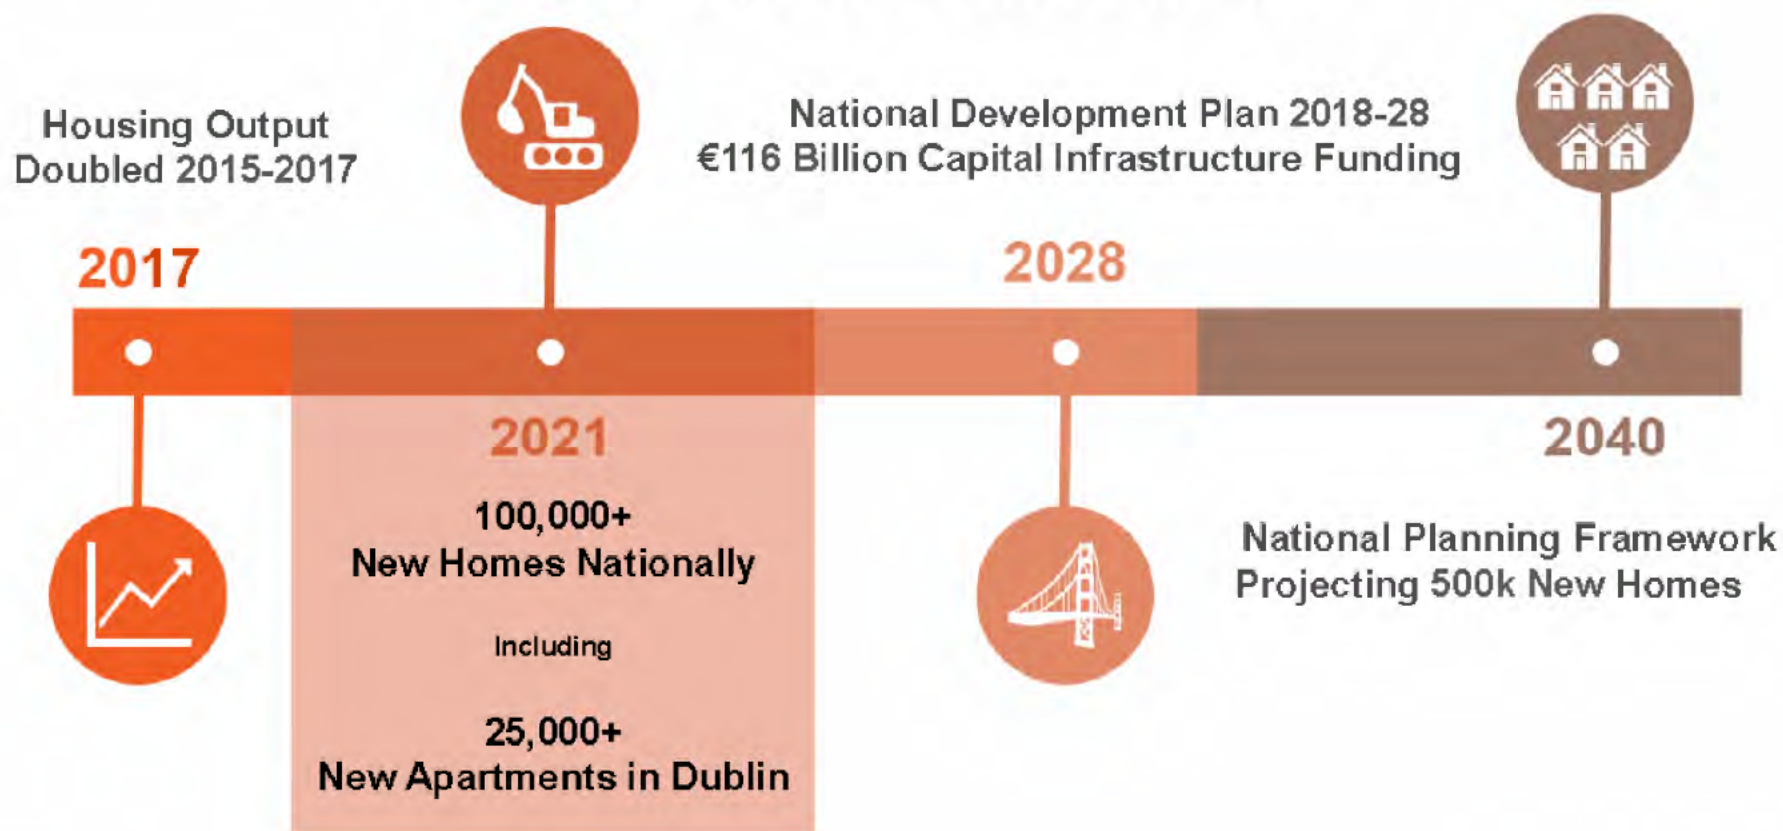 Housing Output
Doubled 2015-2017
2017
2021
100,000+
New Homes Nationally
Including
25,000+
New Apartments in Dublin
National Development Plan 2018-28
€116 Billion Capital Infrastructure Funding
2028
2040
National Planning Framework
Projecting 500k New Homes